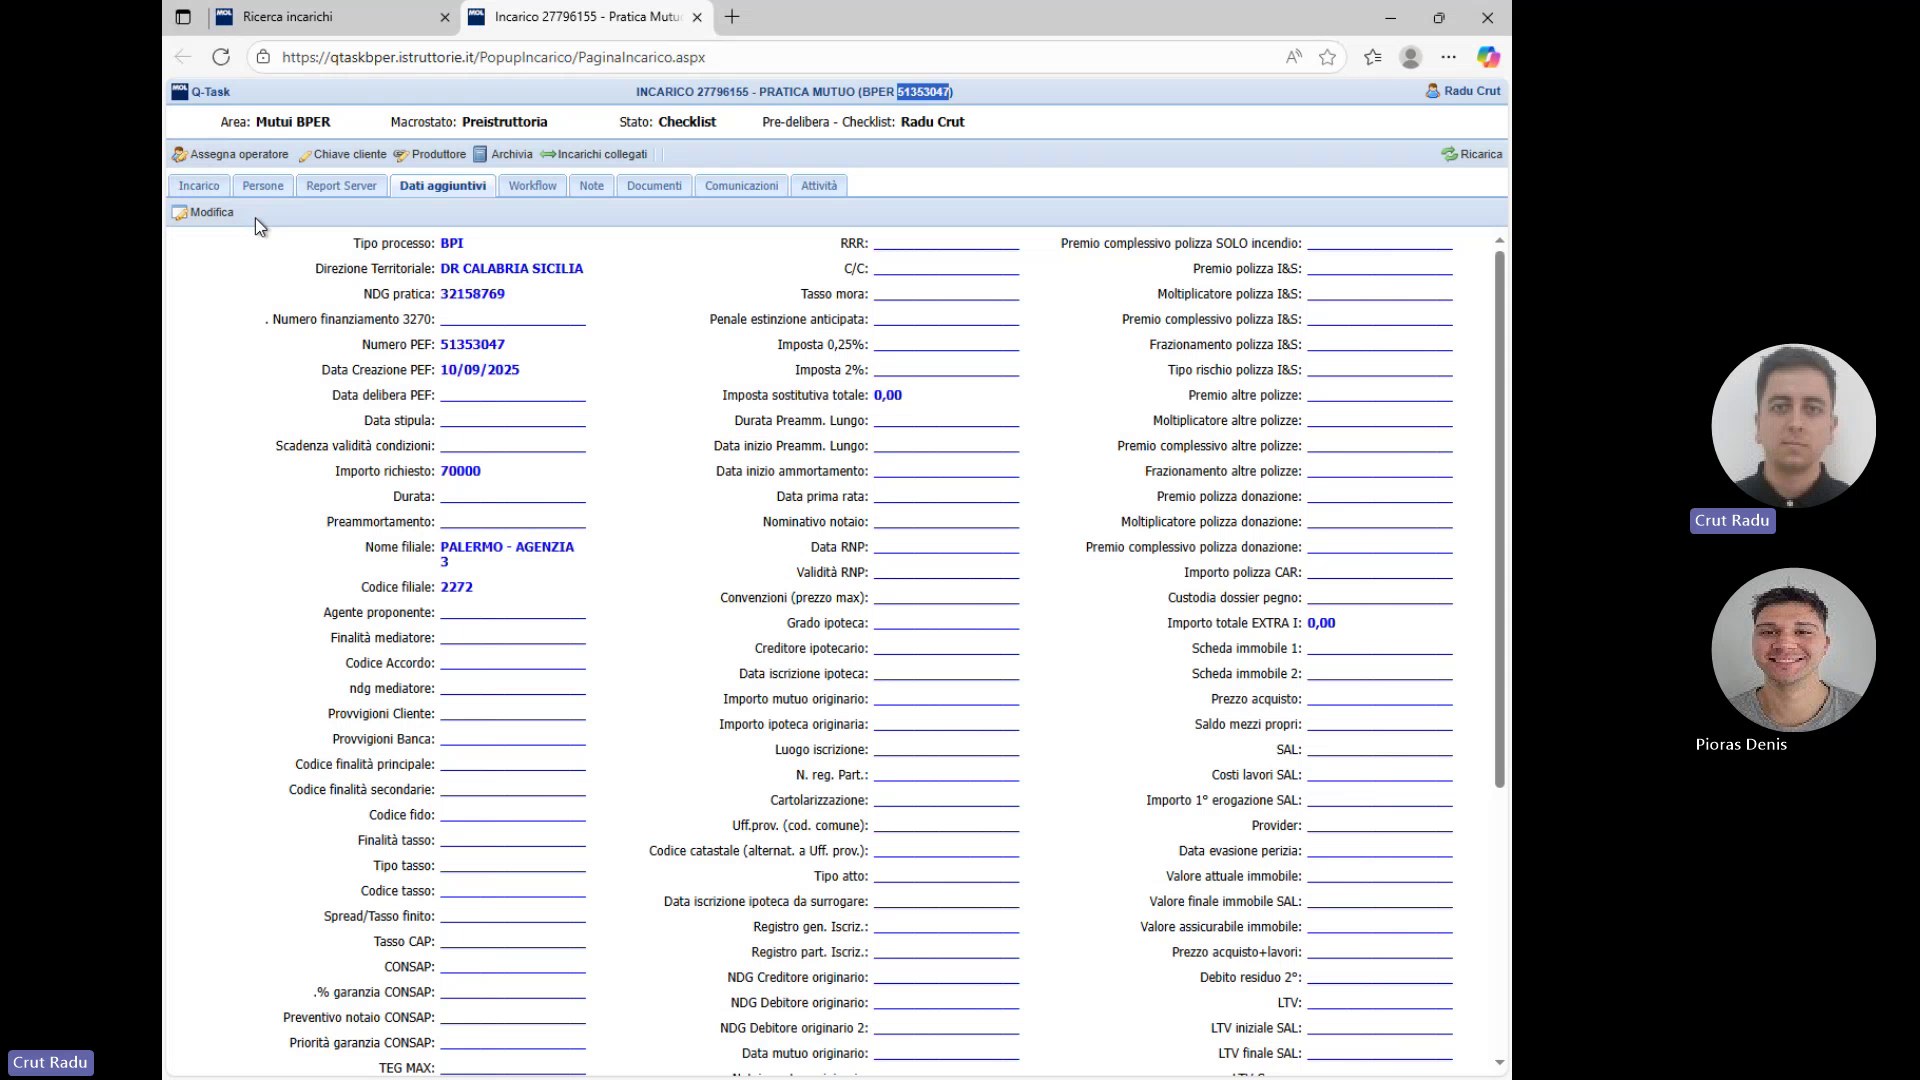 Ricerca incarichi
Incarico 27796155 - Pratica Mutu
https://qtaskbper.istruttorie.it/PopupIncarico/PaginaIncarico.aspx
MOL Q-Task
INCARICO 27796155 - PRATICA MUTUO (BPER 51353047)
Radu Crut
Area: Mutui BPER
Macrostato: Preistruttoria
Stato: Checklist
Pre-delibera - Checklist: Radu Crut
Assegna operatore
Chiave cliente
Produttore
Archivia
Incarichi collegati
Ricarica
Incarico
Persone
Report Server
Dati aggiuntivi
Workflow
Note
Documenti
Comunicazioni
Attività
Modifica
Tipo processo: BPI
Direzione Territoriale: DR CALABRIA SICILIA
NDG pratica: 32158769
. Numero finanziamento 3270:
Numero PEF: 51353047
Data Creazione PEF: 10/09/2025
Data delibera PEF:
Data stipula:
Scadenza validità condizioni:
Importo richiesto: 70000
Durata:
Preammortamento:
Nome filiale: PALERMO - AGENZIA
3
Codice filiale: 2272
Agente proponente:
Finalità mediatore:
Codice Accordo:
ndg mediatore:
Provvigioni Cliente:
Provvigioni Banca:
Codice finalità principale:
Codice finalità secondarie:
Codice fido:
Finalità tasso:
Tipo tasso:
Codice tasso:
Spread/Tasso finito:
Tasso CAP:
CONSAP:
.% garanzia CONSAP:
Preventivo notaio CONSAP:
Priorità garanzia CONSAP:
TEG MAX:
RRR:
C/C:
Tasso mora:
Penale estinzione anticipata:
Imposta 0,25%:
Imposta 2%:
Imposta sostitutiva totale: 0,00
Durata Preamm. Lungo:
Data inizio Preamm. Lungo:
Data inizio ammortamento:
Data prima rata:
Nominativo notaio:
Data RNP:
Validità RNP:
Convenzioni (prezzo max):
Grado ipoteca:
Creditore ipotecario:
Data iscrizione ipoteca:
Importo mutuo originario:
Importo ipoteca originaria:
Luogo iscrizione:
N. reg. Part.:
Cartolarizzazione:
Uff.prov. (cod. comune):
Codice catastale (alternat. a Uff. prov.):
Tipo atto:
Data iscrizione ipoteca da surrogare:
Registro gen. Iscriz.:
Registro part. Iscriz.:
NDG Creditore originario:
NDG Debitore originario:
NDG Debitore originario 2:
Data mutuo originario:
Premio complessivo polizza SOLO incendio:
Premio polizza I&S:
Moltiplicatore polizza I&S:
Premio complessivo polizza I&S:
Frazionamento polizza I&S:
Tipo rischio polizza I&S:
Premio altre polizze:
Moltiplicatore altre polizze:
Premio complessivo altre polizze:
Frazionamento altre polizze:
Premio polizza donazione:
Moltiplicatore polizza donazione:
Premio complessivo polizza donazione:
Importo polizza CAR:
Custodia dossier pegno:
Importo totale EXTRA I: 0,00
Scheda immobile 1:
Scheda immobile 2:
Prezzo acquisto:
Saldo mezzi propri:
SAL:
Costi lavori SAL:
Importo 1° erogazione SAL:
Provider:
Data evasione perizia:
Valore attuale immobile:
Valore finale immobile SAL:
Valore assicurabile immobile:
Prezzo acquisto+lavori:
Debito residuo 2°:
LTV:
LTV iniziale SAL:
LTV finale SAL:
Crut Radu
Pioras Denis
Crut Radu